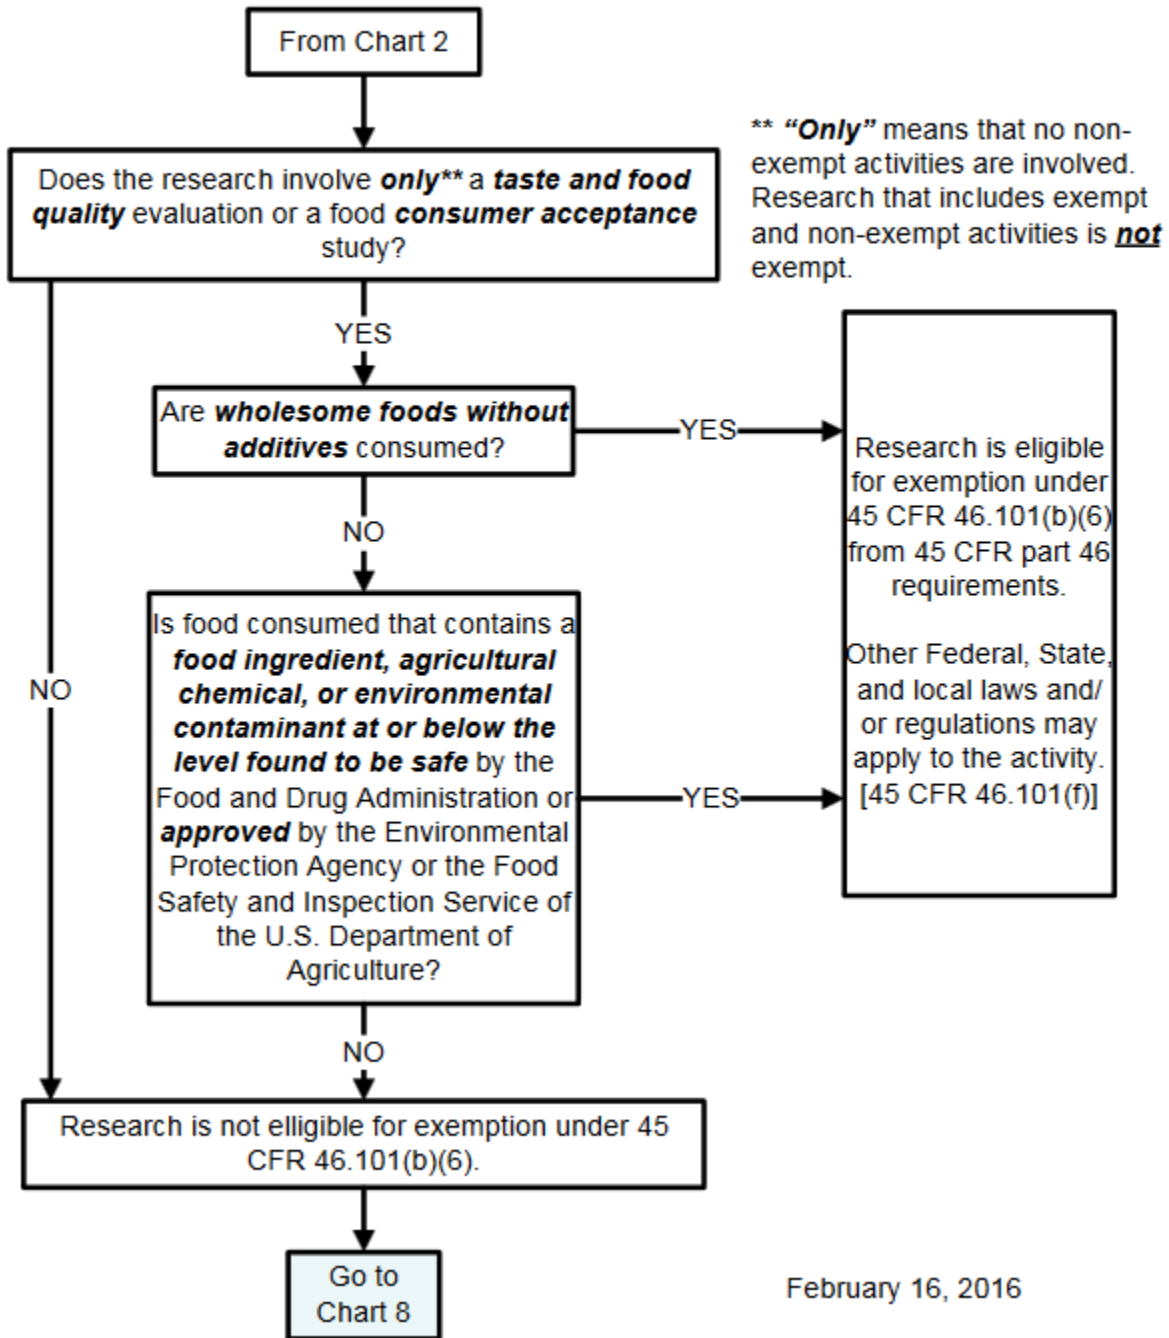 From Chart 2
** “Only” means that no non-
exempt activities are involved.
Research that includes exempt
and non-exempt activities is not
exempt.
Does the research involve only** a taste and food
quality evaluation or a food consumer acceptance
study?
YES
Are wholesome foods without
additives consumed?
YES
NO
Research is eligible
for exemption under
45 CFR 46.101(b)(6)
from 45 CFR part 46
requirements.
Other Federal, State,
and local laws and/
or regulations may
apply to the activity.
[45 CFR 46.101(f)]
Is food consumed that contains a
food ingredient, agricultural
chemical, or environmental
contaminant at or below the
level found to be safe by the
Food and Drug Administration or
approved by the Environmental
Protection Agency or the Food
Safety and Inspection Service of
the U.S. Department of
Agriculture?
NO
YES
NO
Research is not elligible for exemption under 45
CFR 46.101(b)(6).
Go to
Chart 8
February 16, 2016